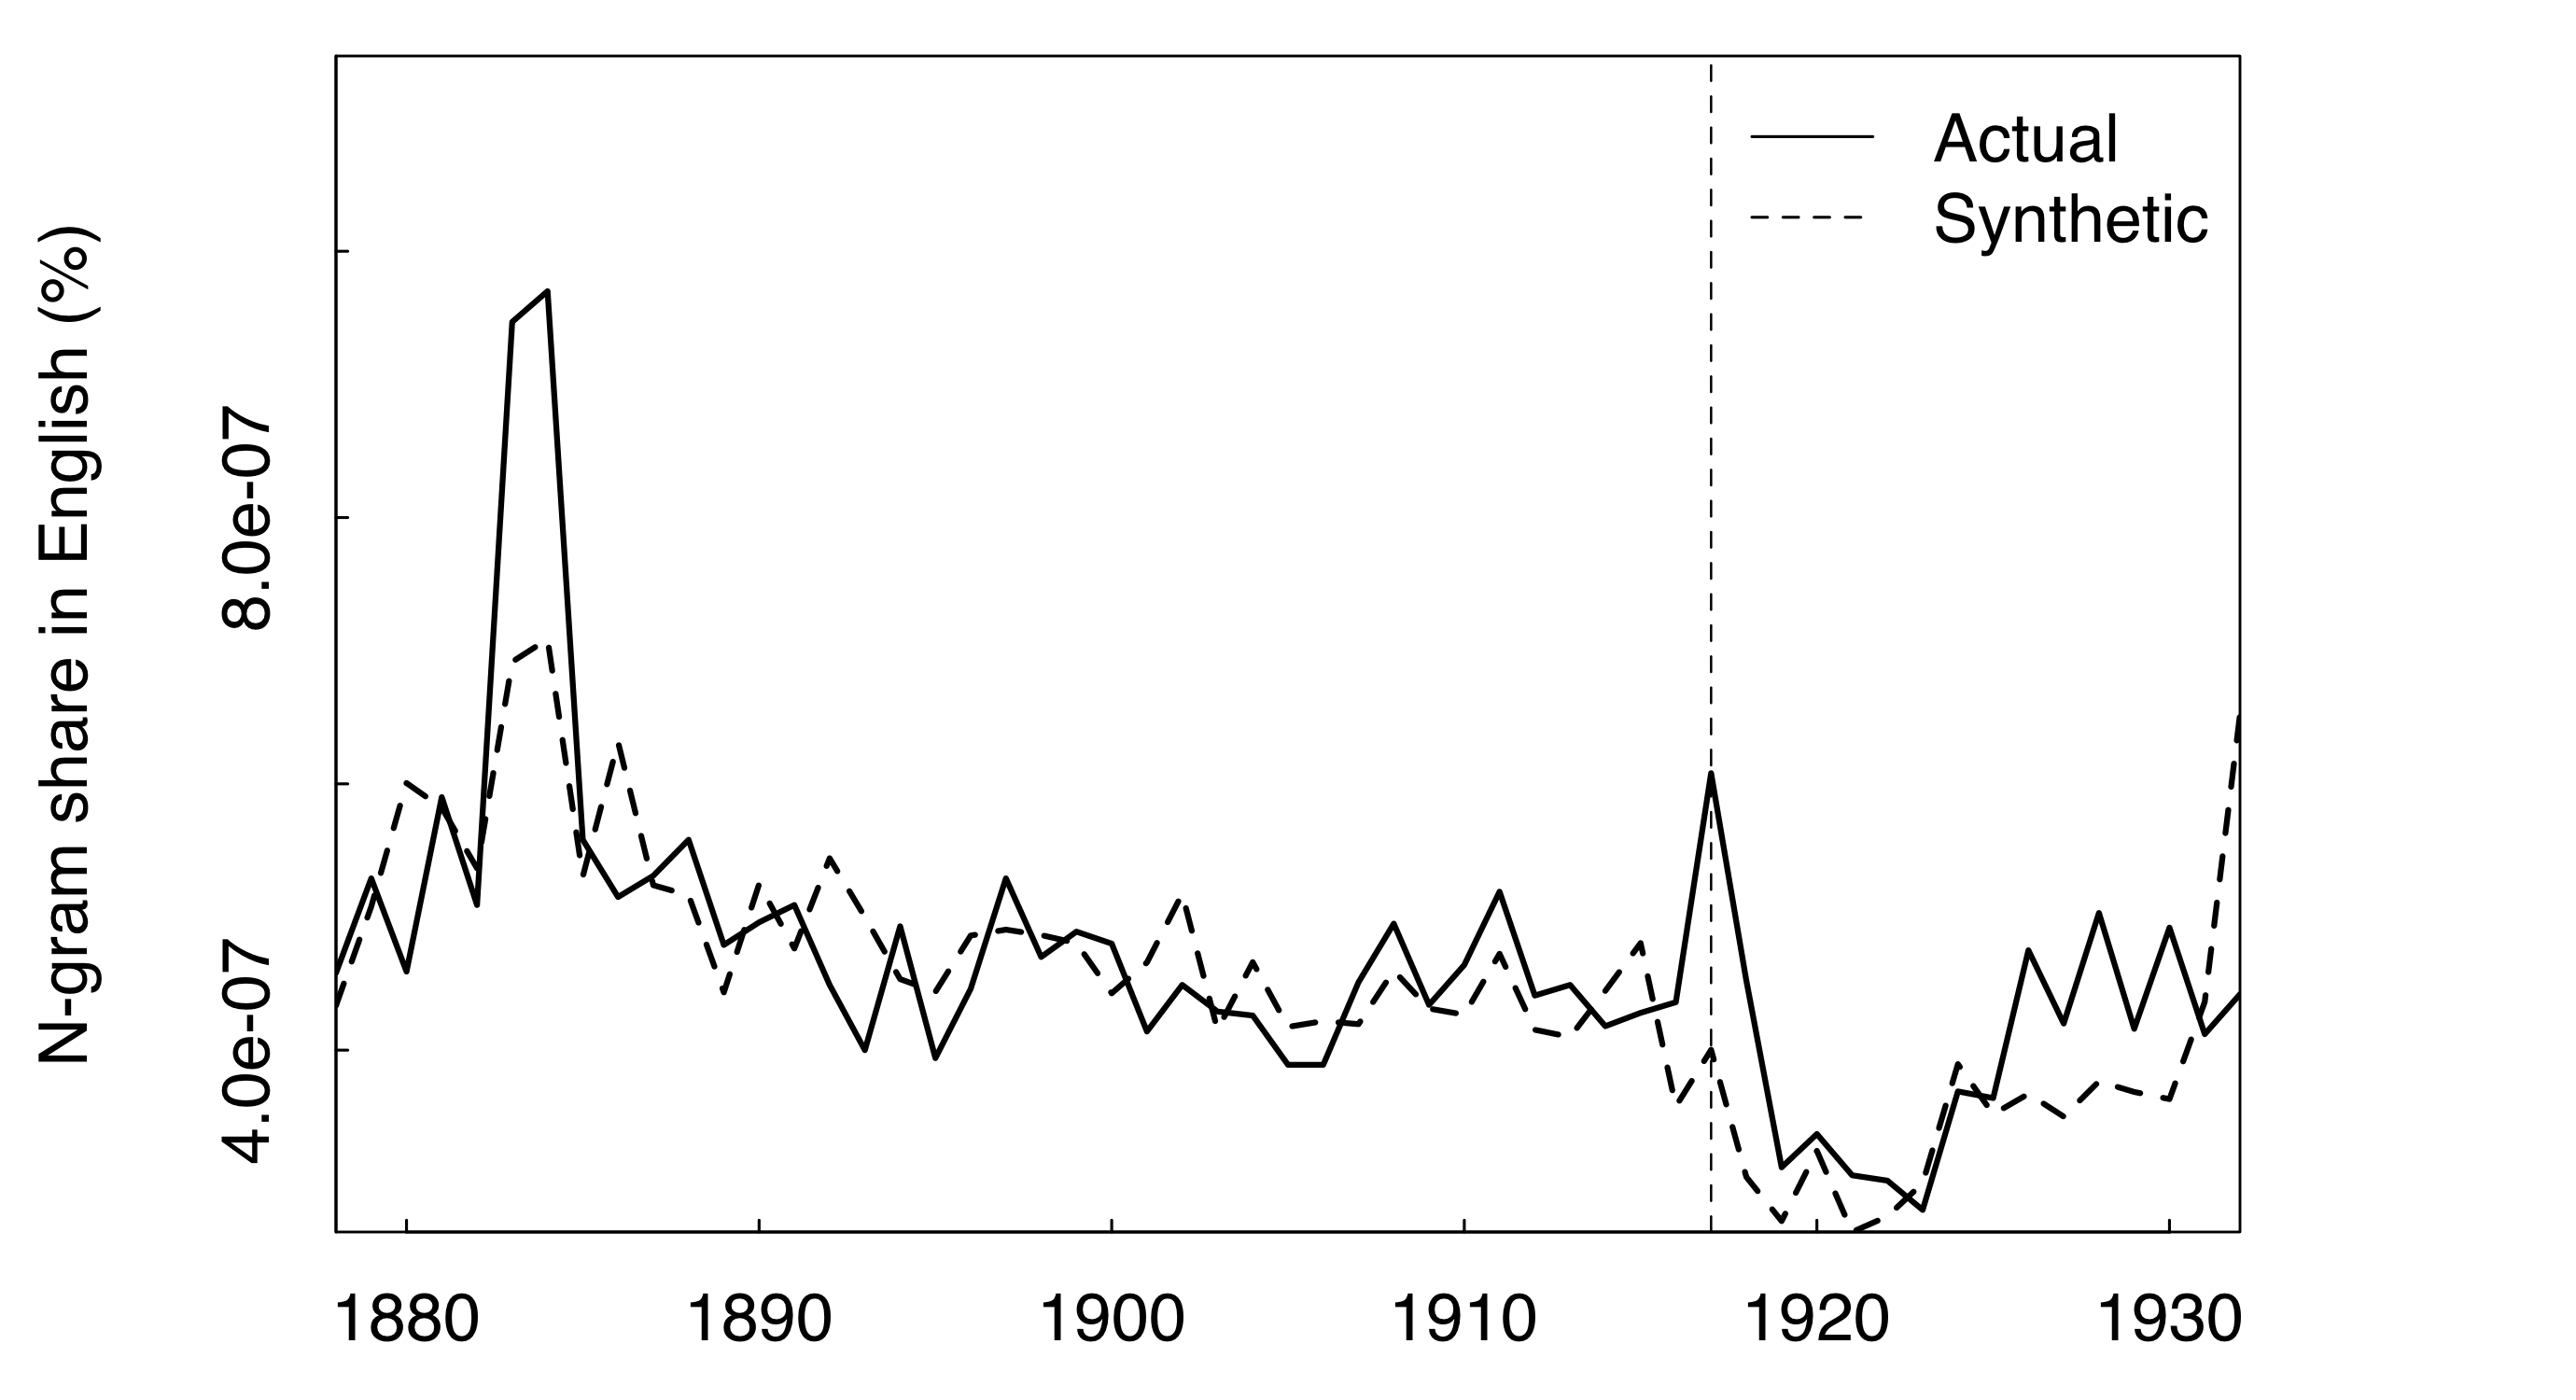 Actual
Synthetic
N-gram share in English (%)
8.0e-07
4.0e-07
1880 1890 1900 1910 1920 1930